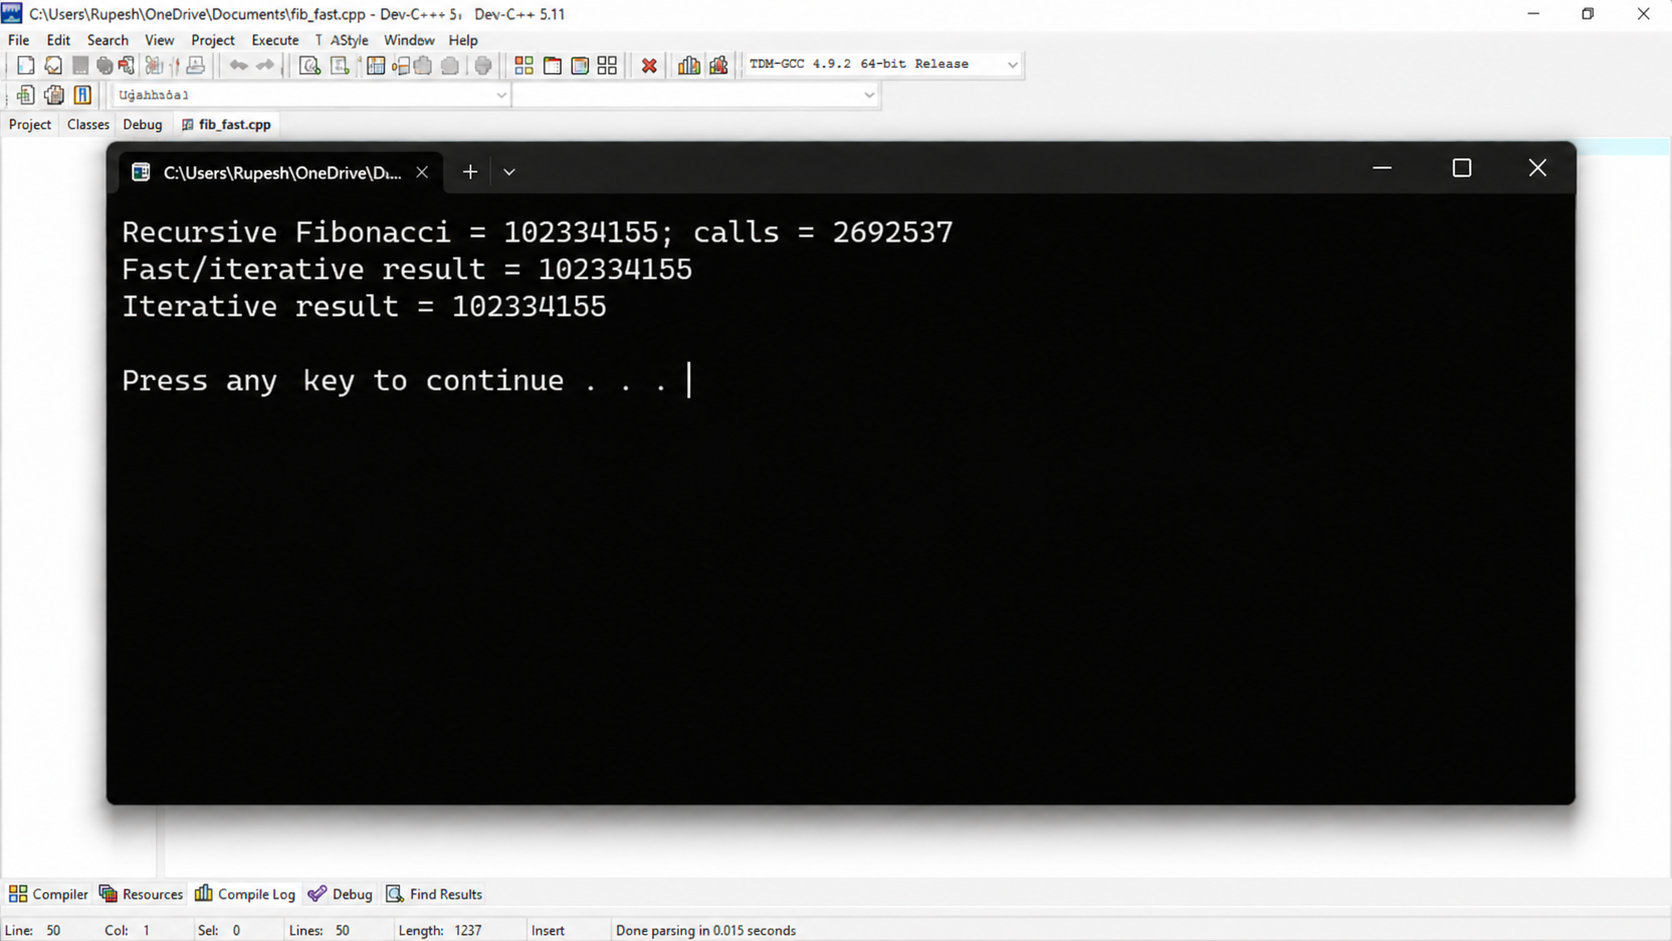 C:\Users\Rupesh\OneDrive\Documents\fib_fast.cpp - Dev-C+++ 5 Dev-C++ 5.11
File Edit Search View Project Execute T AStyle Window Help
TDM-GCC 4.9.2 64-bit Release
Project Classes Debug fib_fast.cpp
C:\Users\Rupesh\OneDrive\D...
Recursive Fibonacci = 102334155; calls = 2692537
Fast/iterative result = 102334155
Iterative result = 102334155
Press any key to continue . . .
Compiler Resources Compile Log Debug Find Results
Line: 50 Col: 1 Sel: 0 Lines: 50 Length: 1237 Insert Done parsing in 0.015 seconds